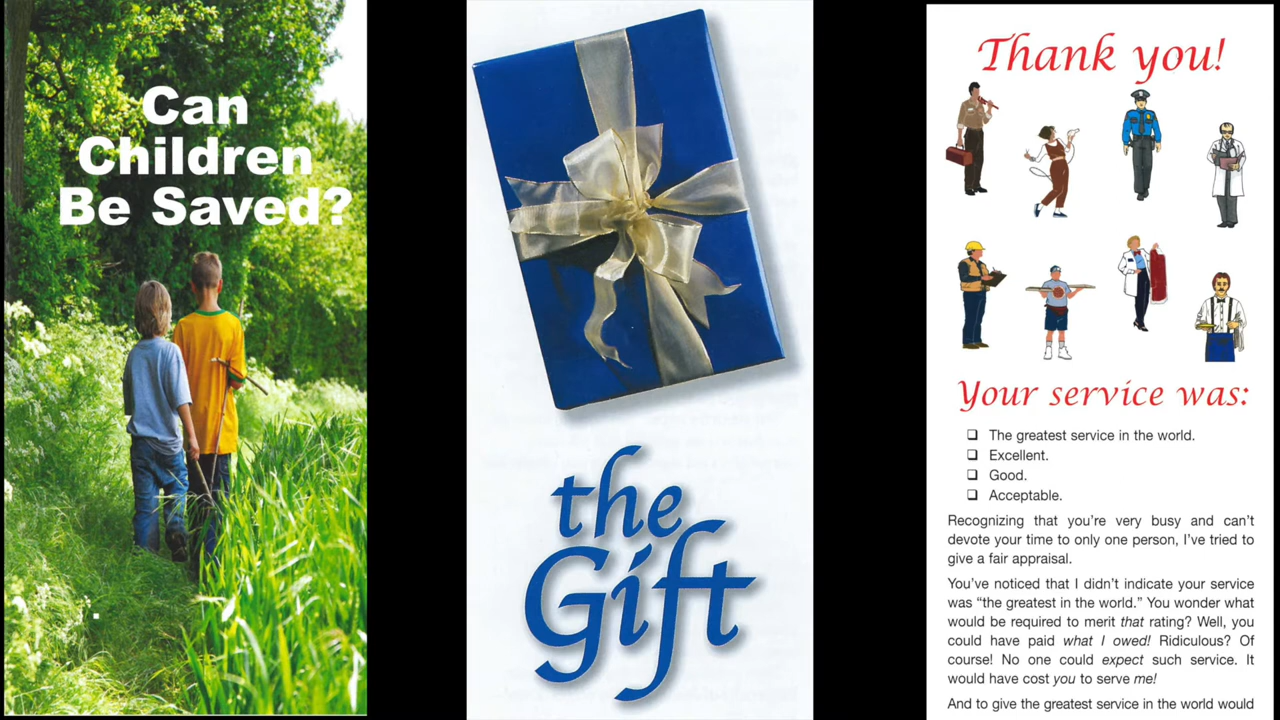 Can
Children
Be Saved?
the
Gift
Thank you!
Your service was:
❑ The greatest service in the world.
❑ Excellent.
❑ Good.
❑ Acceptable.
Recognizing that you're very busy and can't
devote your time to only one person, I've tried to
give a fair appraisal.
You've noticed that I didn't indicate your service
was “the greatest in the world.” You wonder what
would be required to merit that rating? Well, you
could have paid what I owed! Ridiculous? Of
course! No one could expect such service. It
would have cost you to serve me!
And to give the greatest service in the world would